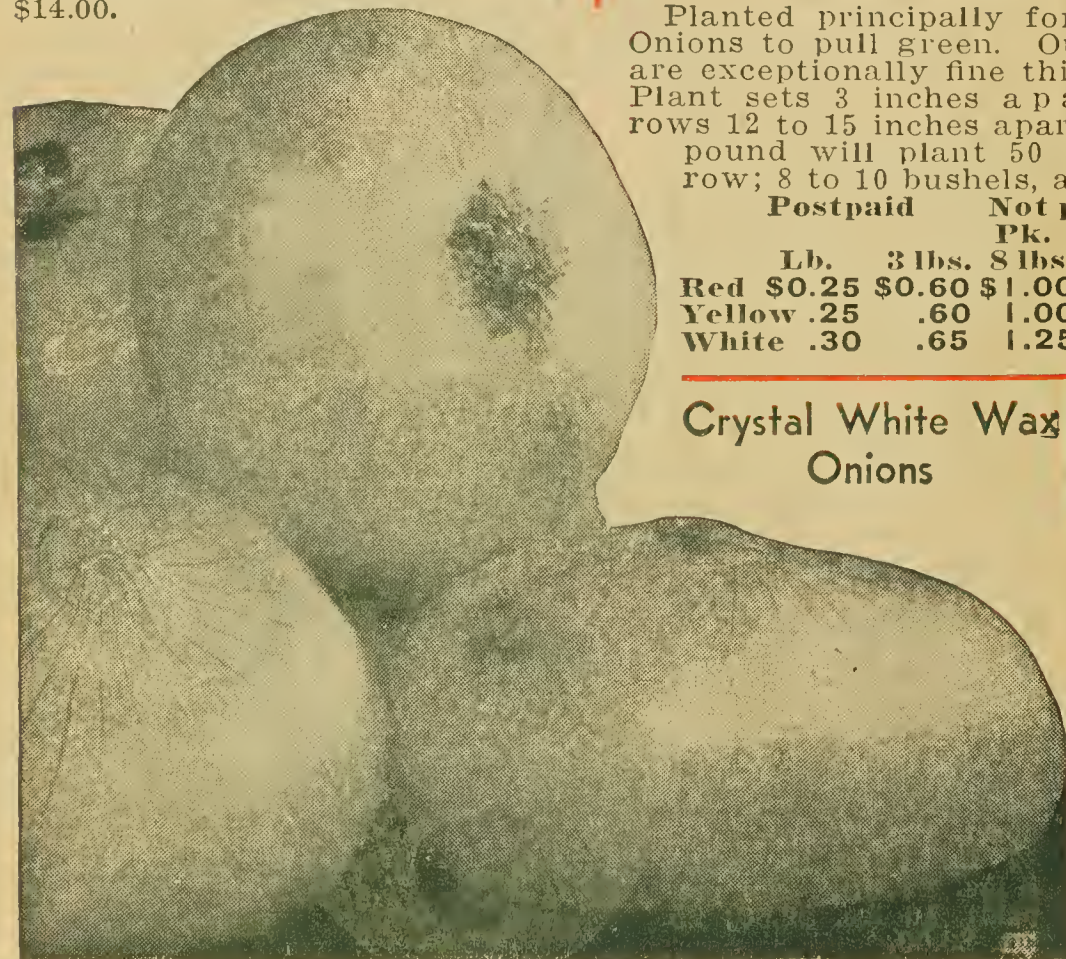 $14.00.
Planted principally for
Onions to pull green. Ou
are exceptionally fine thi
Plant sets 3 inches apa
rows 12 to 15 inches apar
pound will plant 50
row; 8 to 10 bushels, a
Postpaid Not p
Pk.
Lb. 3 lbs. 8 lbs
Red $0.25 $0.60 $1.00
Yellow .25 .60 1.00
White .30 .65 1.25
Crystal White Wax
Onions